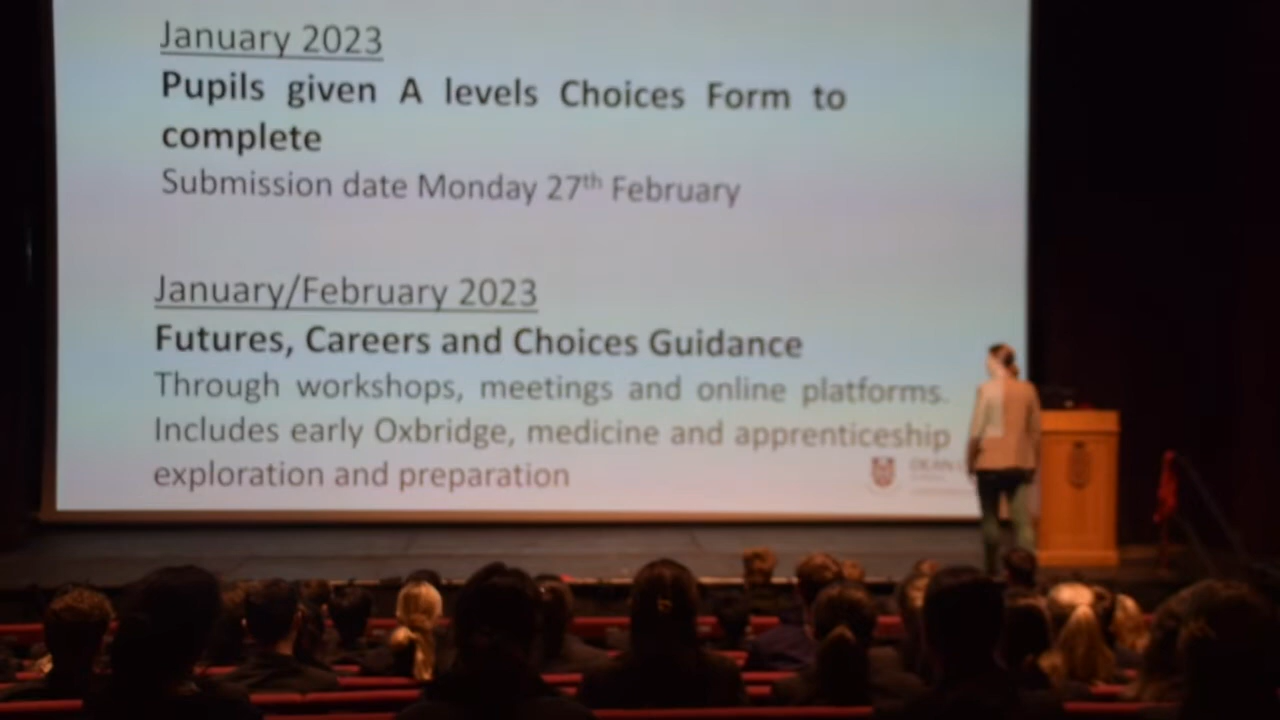 January 2023
Pupils given A levels Choices Form to
complete
Submission date Monday 27th February
January/February 2023
Futures, Careers and Choices Guidance
Through workshops, meetings and online platforms.
Includes early Oxbridge, medicine and apprenticeship
exploration and preparation